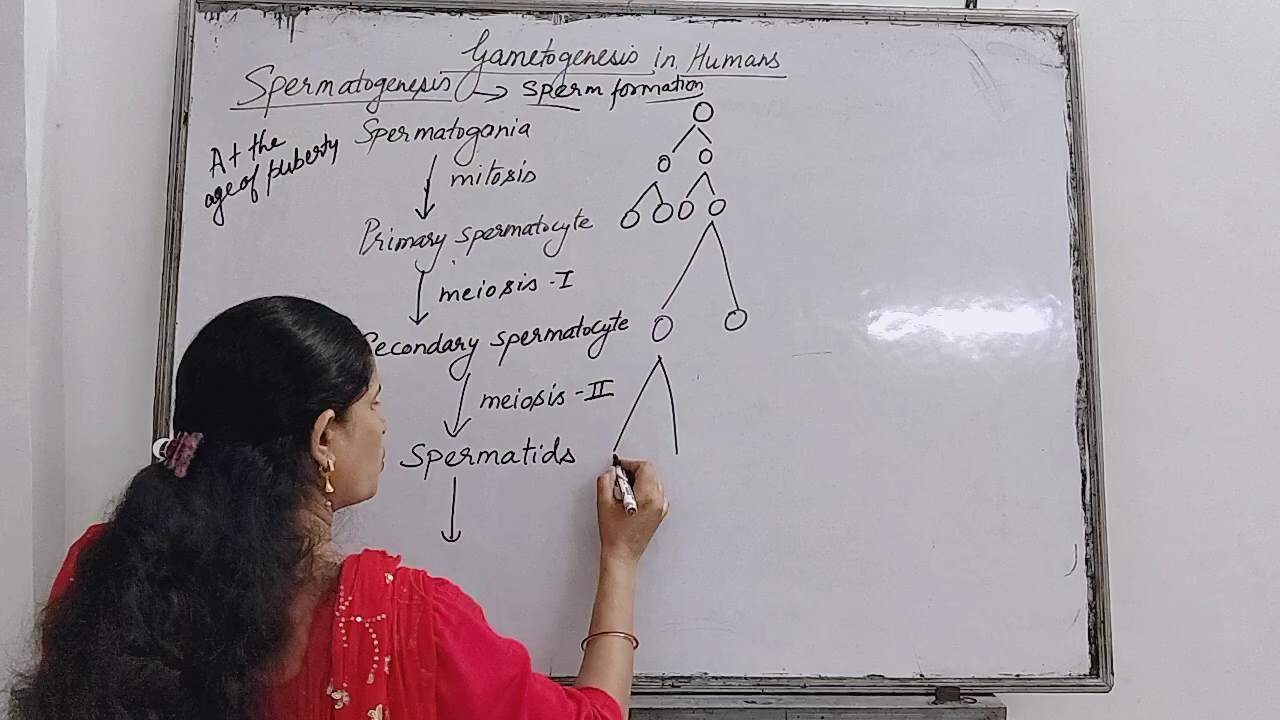 Gametogenesis in Humans
Spermatogenesis → sperm formation
At the
age of puberty
Spermatogonia
mitosis
Primary spermatocyte
meiosis - I
Secondary spermatocyte
meiosis - II
Spermatids